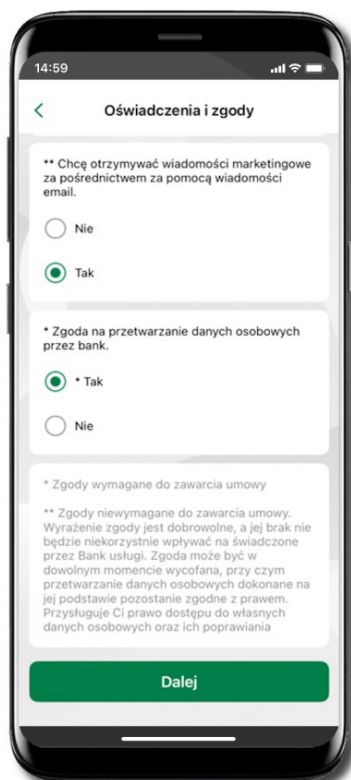 14:59
Oświadczenia i zgody
** Chcę otrzymywać wiadomości marketingowe
za pośrednictwem za pomocą wiadomości
email.
Nie
Tak
* Zgoda na przetwarzanie danych osobowych
przez bank.
* Tak
Nie
* Zgody wymagane do zawarcia umowy
** Zgody niewymagane do zawarcia umowy.
Wyrażenie zgody jest dobrowolne, a jej brak nie
będzie niekorzystnie wpływać na świadczone
przez Bank usługi. Zgoda może być w
dowolnym momencie wycofana, przy czym
przetwarzanie danych osobowych dokonane na
jej podstawie pozostanie zgodne z prawem.
Przysługuje Ci prawo dostępu do własnych
danych osobowych oraz ich poprawiania
Dalej